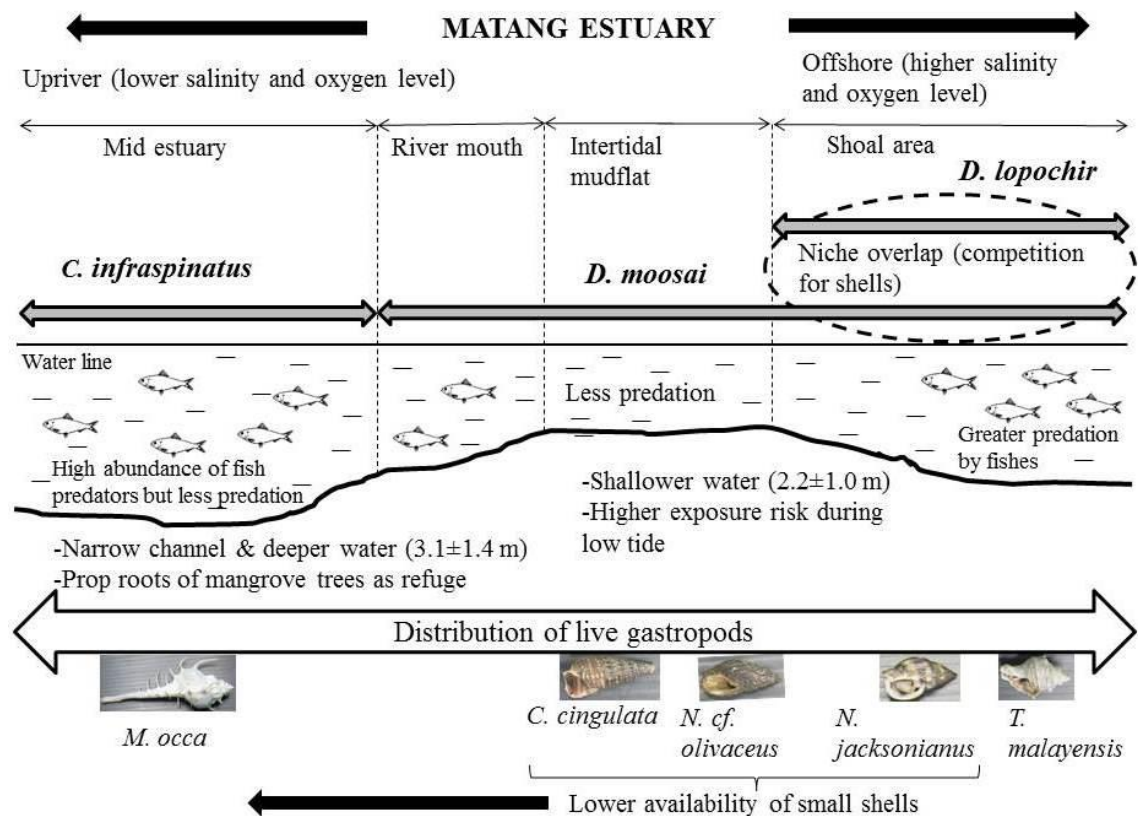 MATANG ESTUARY
Upriver (lower salinity and oxygen level)
Offshore (higher salinity
and oxygen level)
Mid estuary
River mouth
Intertidal
mudflat
Shoal area
D. lopochir
C. infraspinatus
D. moosai
Niche overlap (competition
for shells)
Water line
High abundance of fish
predators but less predation
Less predation
Greater predation
by fishes
-Narrow channel & deeper water (3.1±1.4 m)
-Prop roots of mangrove trees as refuge
-Shallower water (2.2±1.0 m)
-Higher exposure risk during
low tide
Distribution of live gastropods
M. occa
C. cingulata
N. cf.
olivaceus
N.
jacksonianus
T.
malayensis
Lower availability of small shells